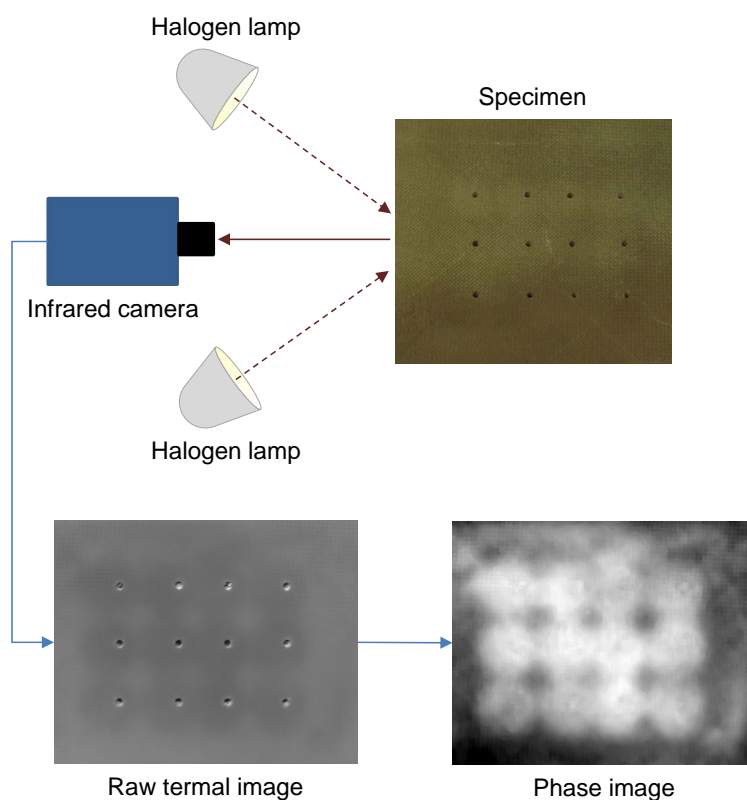 Halogen lamp
Specimen
Infrared camera
Halogen lamp
Raw termal image
Phase image